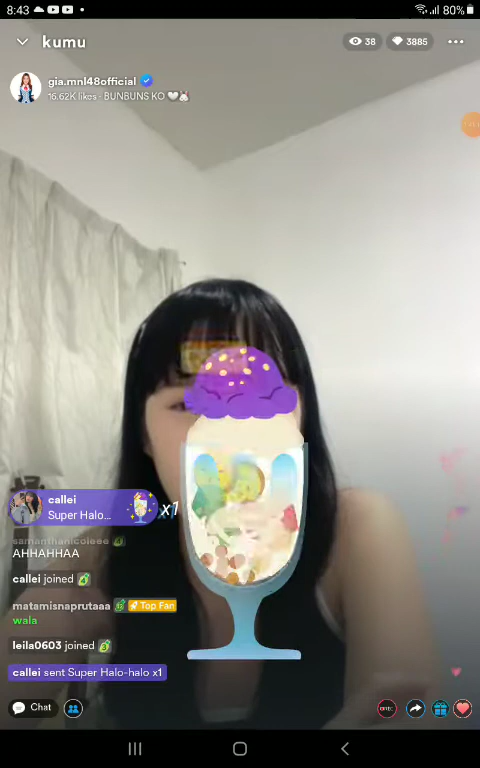 8:43
80%
kumu
38
3885
gia.mnl48official
16.62K likes · BUNBUNS KO
callei
Super Halo...
x1
samanthanicoleee
AHHAHHAA
callei joined
matamisnaprutaaa Top Fan
wala
leila0603 joined
callei sent Super Halo-halo x1
Chat